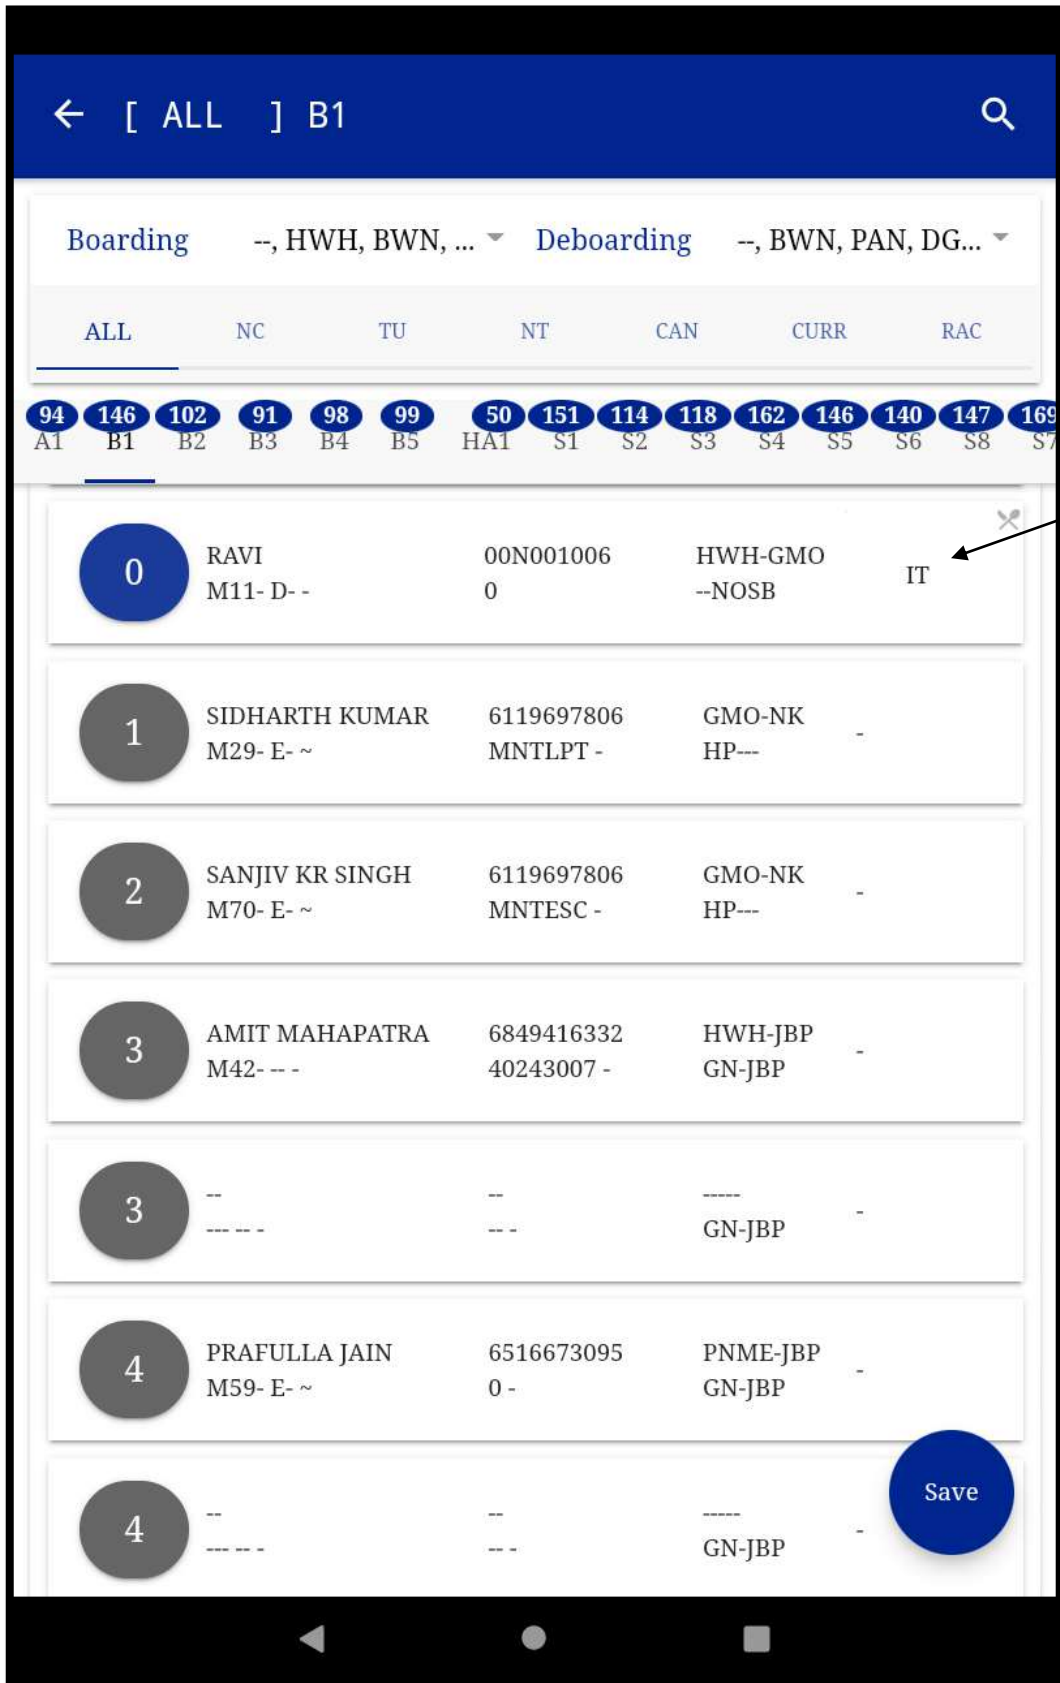 [ ALL ] B1
Boarding --, HWH, BWN, ... Deboarding --, BWN, PAN, DG...
ALL NC TU NT CAN CURR RAC
94 146 102 91 98 99 50 151 114 118 162 146 140 147 169
A1 B1 B2 B3 B4 B5 HA1 S1 S2 S3 S4 S5 S6 S8 S7
0 RAVI 00N001006 HWH-GMO IT
M11- D- - 0 --NOSB
1 SIDHARTH KUMAR 6119697806 GMO-NK -
M29- E- ~ MNTLPT - HP---
2 SANJIV KR SINGH 6119697806 GMO-NK -
M70- E- ~ MNTESC - HP---
3 AMIT MAHAPATRA 6849416332 HWH-JBP -
M42- -- - 40243007 - GN-JBP
3 -- -- ----- -
--- -- - -- - GN-JBP
4 PRAFULLA JAIN 6516673095 PNME-JBP -
M59- E- ~ 0 - GN-JBP
4 -- -- ----- -
--- -- - -- - GN-JBP
Save